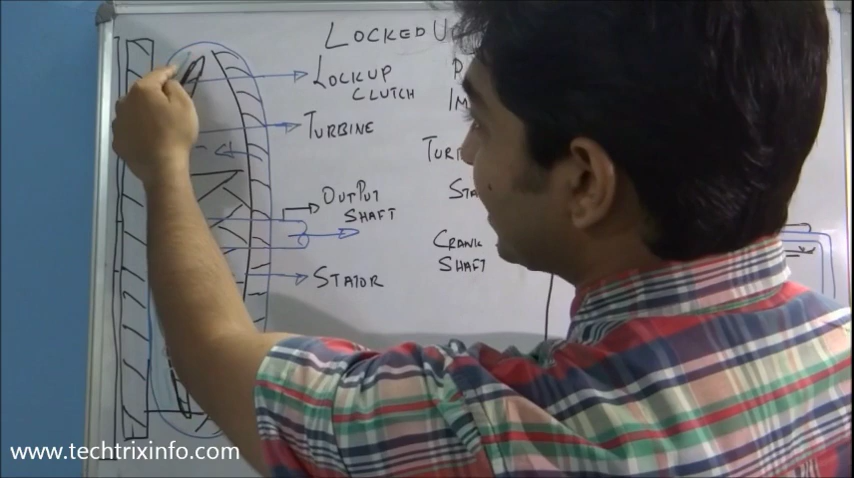 LOCKED
LOCKUP
CLUTCH
TURBINE
OUTPUT
SHAFT
STATOR
CRANK
SHAFT
www.techtrixinfo.com